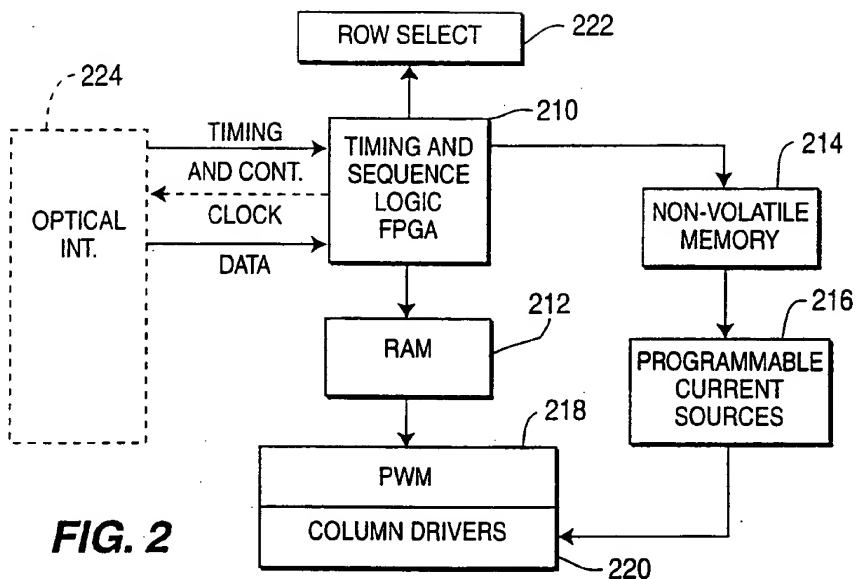 ROW SELECT
222
224
210
TIMING
AND CONT.
CLOCK
DATA
OPTICAL
INT.
TIMING AND
SEQUENCE
LOGIC
FPGA
214
NON-VOLATILE
MEMORY
212
RAM
216
PROGRAMMABLE
CURRENT
SOURCES
218
PWM
COLUMN DRIVERS
220
FIG. 2